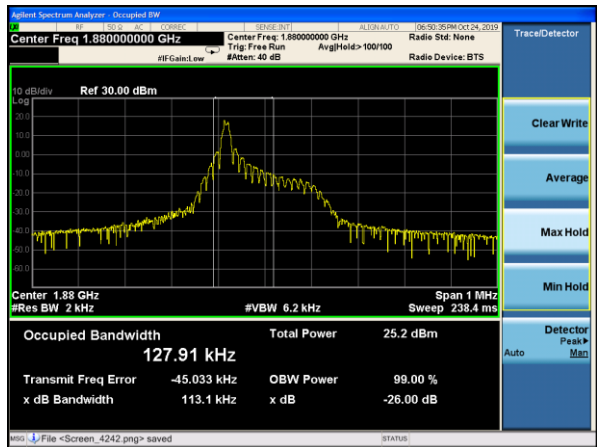 Agilent Spectrum Analyzer - Occupied BW
RF 50 Ω AC CORREC SENSE:INT ALIGNAUTO 06:50:35PM Oct 24, 2019
Center Freq 1.880000000 GHz
Center Freq: 1.880000000 GHz
Radio Std: None
Trig: Free Run Avg|Hold:> 100/100
#IFGain:Low #Atten: 40 dB Radio Device: BTS
Trace/Detector
10 dB/div Ref 30.00 dBm
Log
20.0
10.0
0.00
-10.0
-20.0
-30.0
-40.0
-50.0
-60.0
Clear Write
Average
Max Hold
Min Hold
Detector
Peak▶
Auto Man
Center 1.88 GHz Span 1 MHz
#Res BW 2 kHz #VBW 6.2 kHz Sweep 238.4 ms
Occupied Bandwidth Total Power 25.2 dBm
127.91 kHz
Transmit Freq Error -45.033 kHz OBW Power 99.00 %
x dB Bandwidth 113.1 kHz x dB -26.00 dB
MSG File <Screen_4242.png> saved STATUS